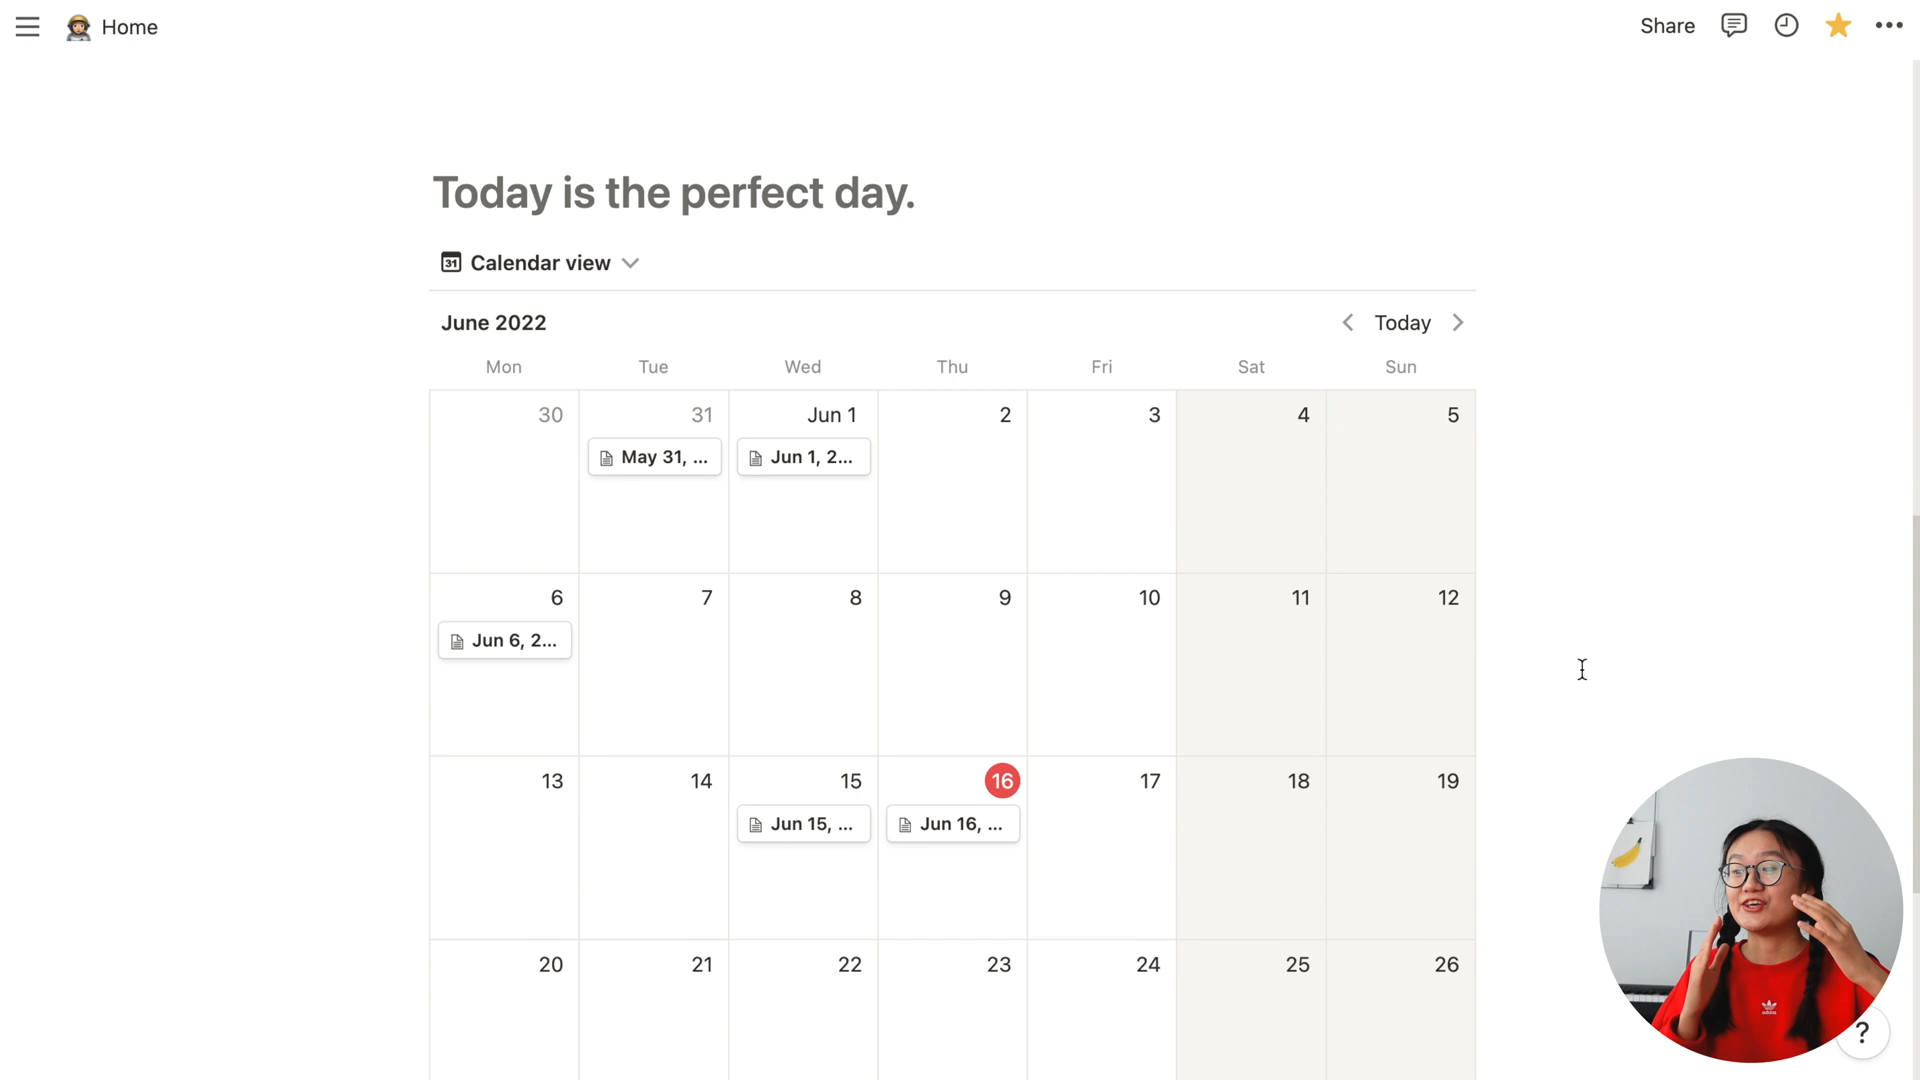 Home
Share
Today is the perfect day.
31 Calendar view
June 2022
Today
Mon Tue Wed Thu Fri Sat Sun
30 31 Jun 1 2 3 4 5
May 31, ... Jun 1, 2...
6 7 8 9 10 11 12
Jun 6, 2...
13 14 15 16 17 18 19
Jun 15, ... Jun 16, ...
20 21 22 23 24 25 26
adidas
?